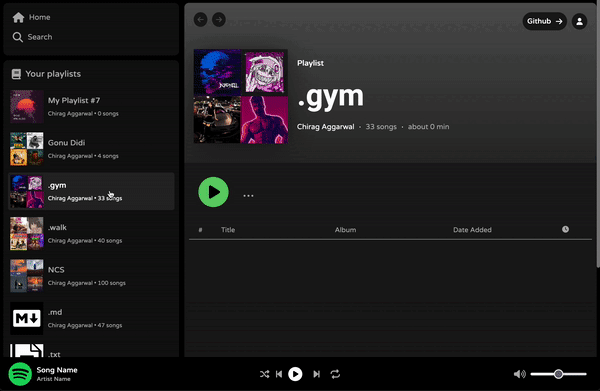 Home
Search
Your playlists
My Playlist #7
Chirag Aggarwal • 0 songs
Gonu Didi
Chirag Aggarwal • 4 songs
.gym
Chirag Aggarwal • 33 songs
.walk
Chirag Aggarwal • 40 songs
NCS
Chirag Aggarwal • 100 songs
M
.md
Chirag Aggarwal • 47 songs
.txt
Github →
Playlist
.gym
Chirag Aggarwal • 33 songs • about 0 min
# Title Album Date Added
Song Name
Artist Name